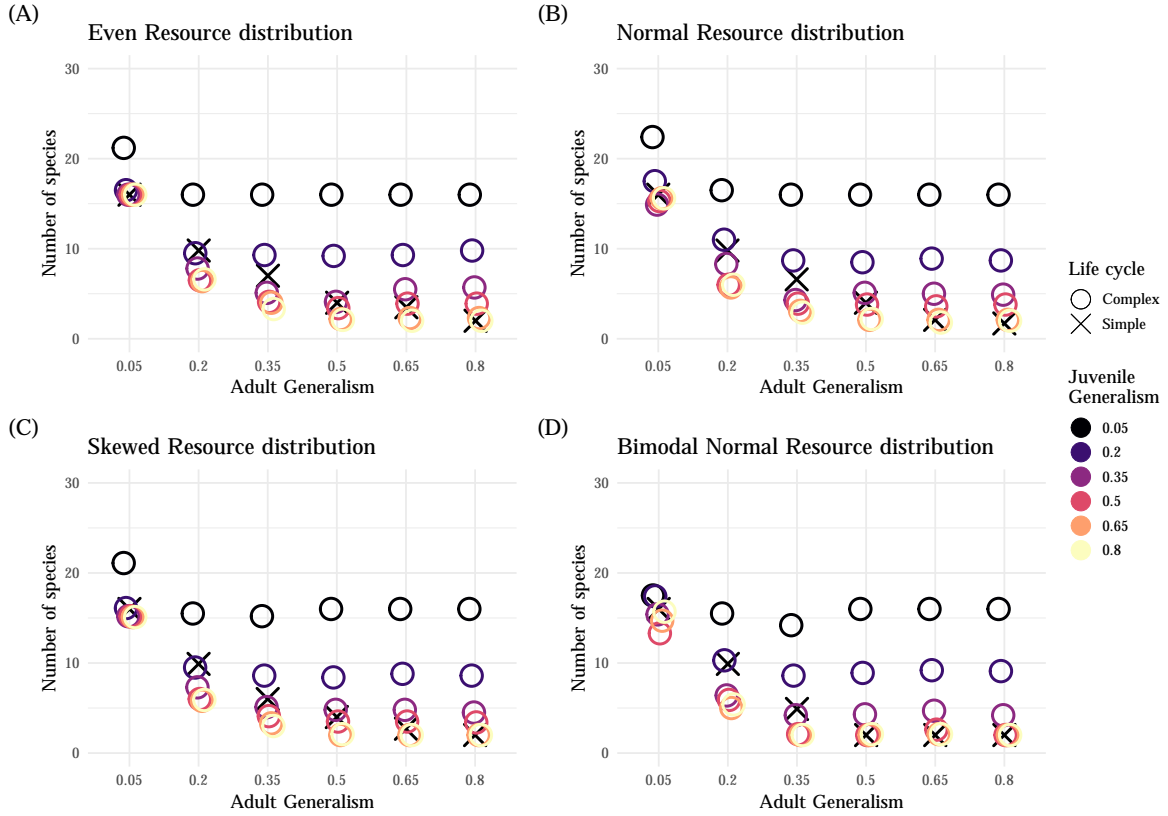 (A)
Even Resource distribution
30
20
10
0
Number of species
0.05 0.2 0.35 0.5 0.65 0.8
Adult Generalism
(B)
Normal Resource distribution
30
20
10
0
Number of species
0.05 0.2 0.35 0.5 0.65 0.8
Adult Generalism
(C)
Skewed Resource distribution
30
20
10
0
Number of species
0.05 0.2 0.35 0.5 0.65 0.8
Adult Generalism
(D)
Bimodal Normal Resource distribution
30
20
10
0
Number of species
0.05 0.2 0.35 0.5 0.65 0.8
Adult Generalism
Life cycle
Complex
Simple
Juvenile
Generalism
0.05
0.2
0.35
0.5
0.65
0.8